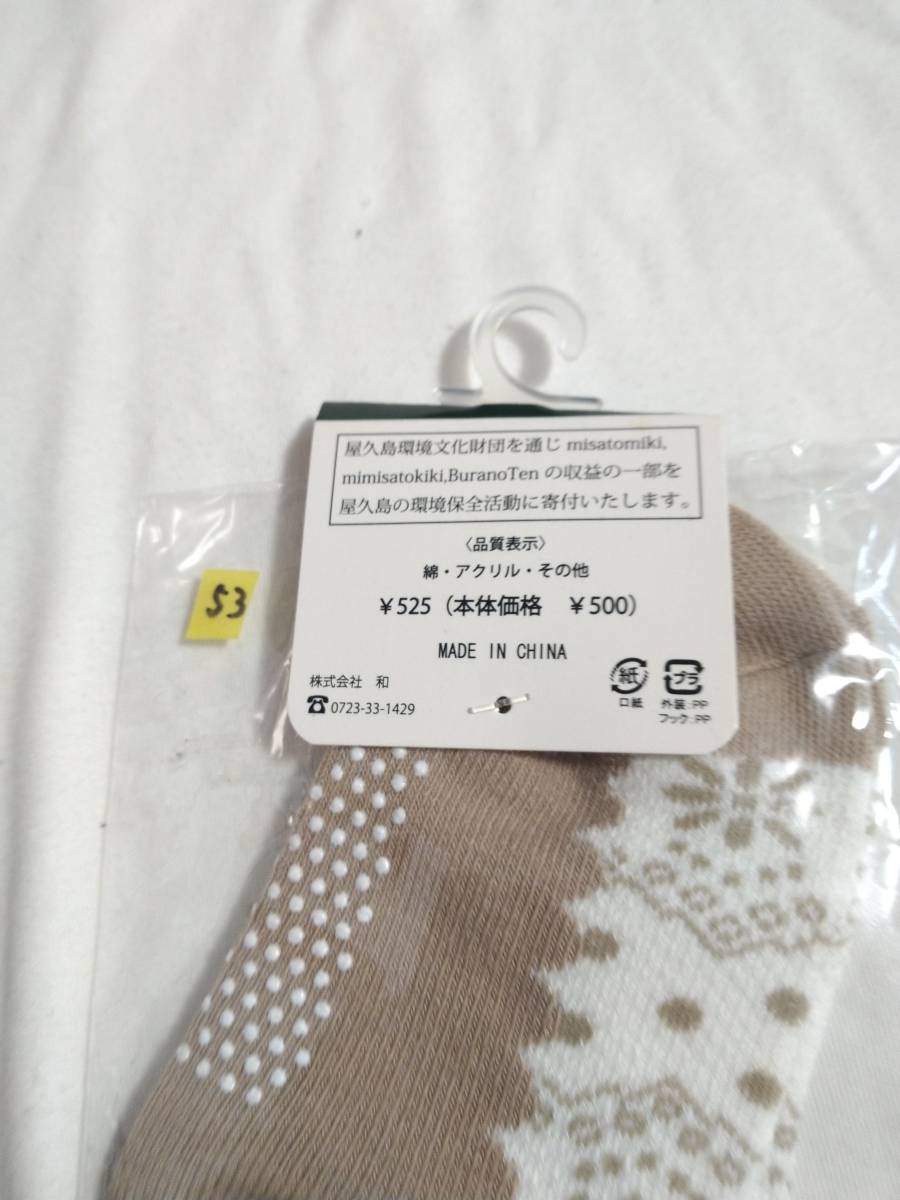 屋久島環境文化財団を通じ misatomiki,
mimisatokiki,BuranoTen の収益の一部を
屋久島の環境保全活動に寄付いたします。
〈品質表示〉
綿・アクリル・その他
￥525（本体価格　￥500）
MADE IN CHINA
株式会社　和
☎0723-33-1429
紙
口紙
プラ
外装:PP
フック:PP
53